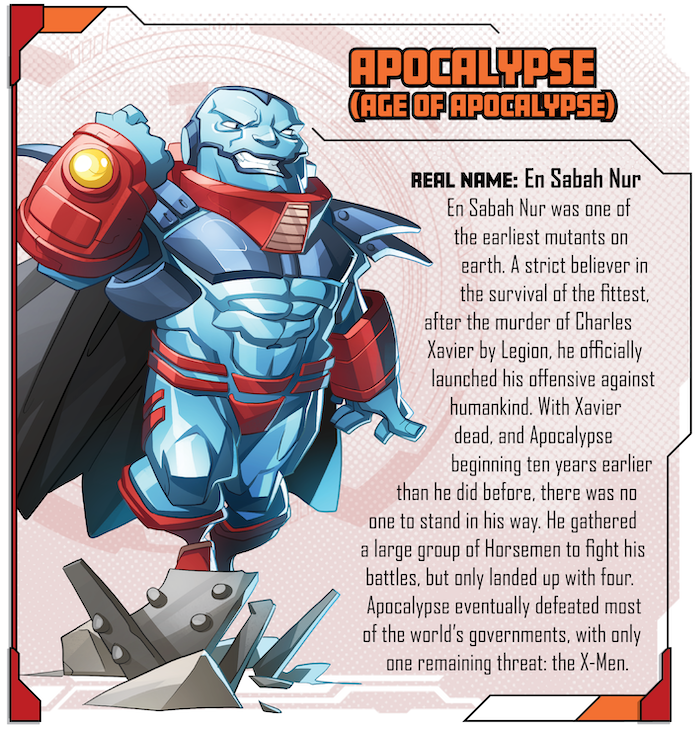 APOCALYPSE
(AGE OF APOCALYPSE)
REAL NAME: En Sabah Nur
En Sabah Nur was one of
the earliest mutants on
earth. A strict believer in
the survival of the fittest,
after the murder of Charles
Xavier by Legion, he officially
launched his offensive against
humankind. With Xavier
dead, and Apocalypse
beginning ten years earlier
than he did before, there was no
one to stand in his way. He gathered
a large group of Horsemen to fight his
battles, but only landed up with four.
Apocalypse eventually defeated most
of the world's governments, with only
one remaining threat: the X-Men.